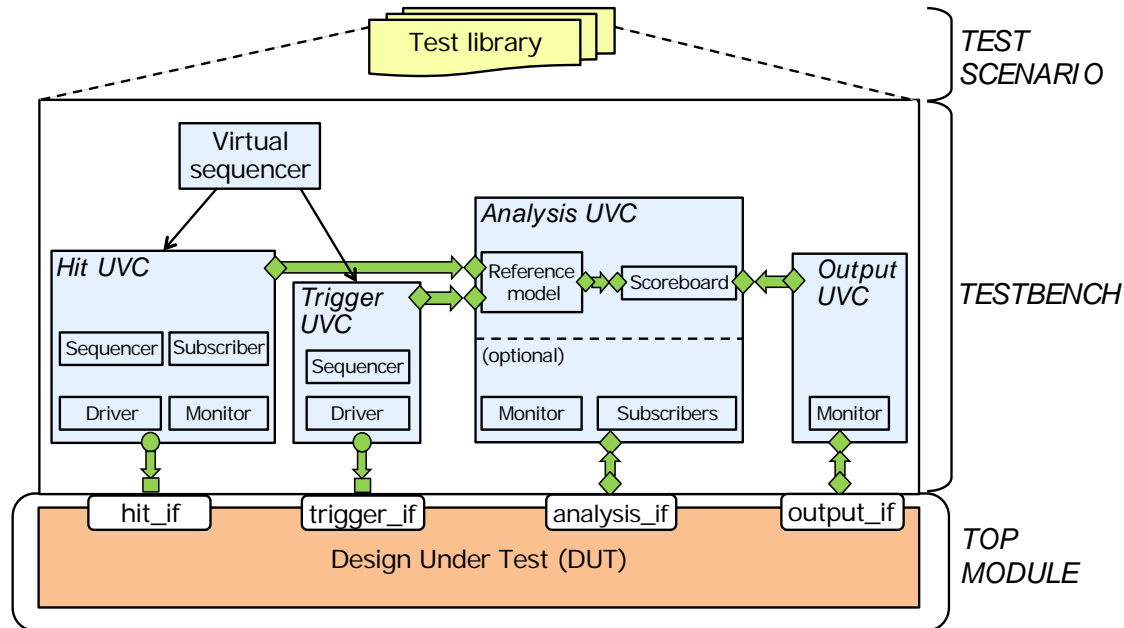 Test library
TEST
SCENARIO
Virtual
sequencer
Analysis UVC
Hit UVC
Reference
model
Scoreboard
Output
UVC
Trigger
UVC
TESTBENCH
(optional)
Sequencer
Subscriber
Sequencer
Driver
Monitor
Driver
Monitor
Subscribers
Monitor
hit_if
trigger_if
analysis_if
output_if
Design Under Test (DUT)
TOP
MODULE